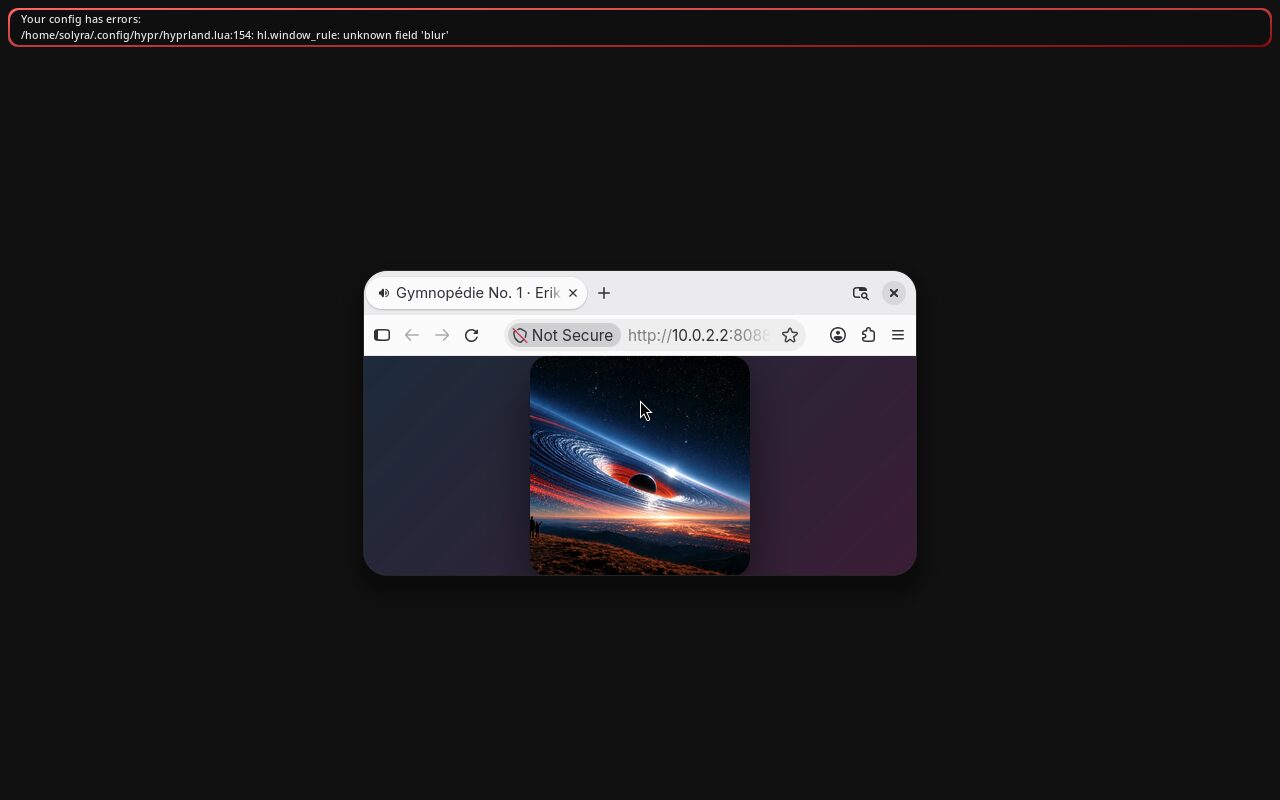 Your config has errors:
/home/solyra/.config/hypr/hyprland.lua:154: hl.window_rule: unknown field 'blur'
Gymnopédie No. 1 · Erik
Not Secure http://10.0.2.2:8088